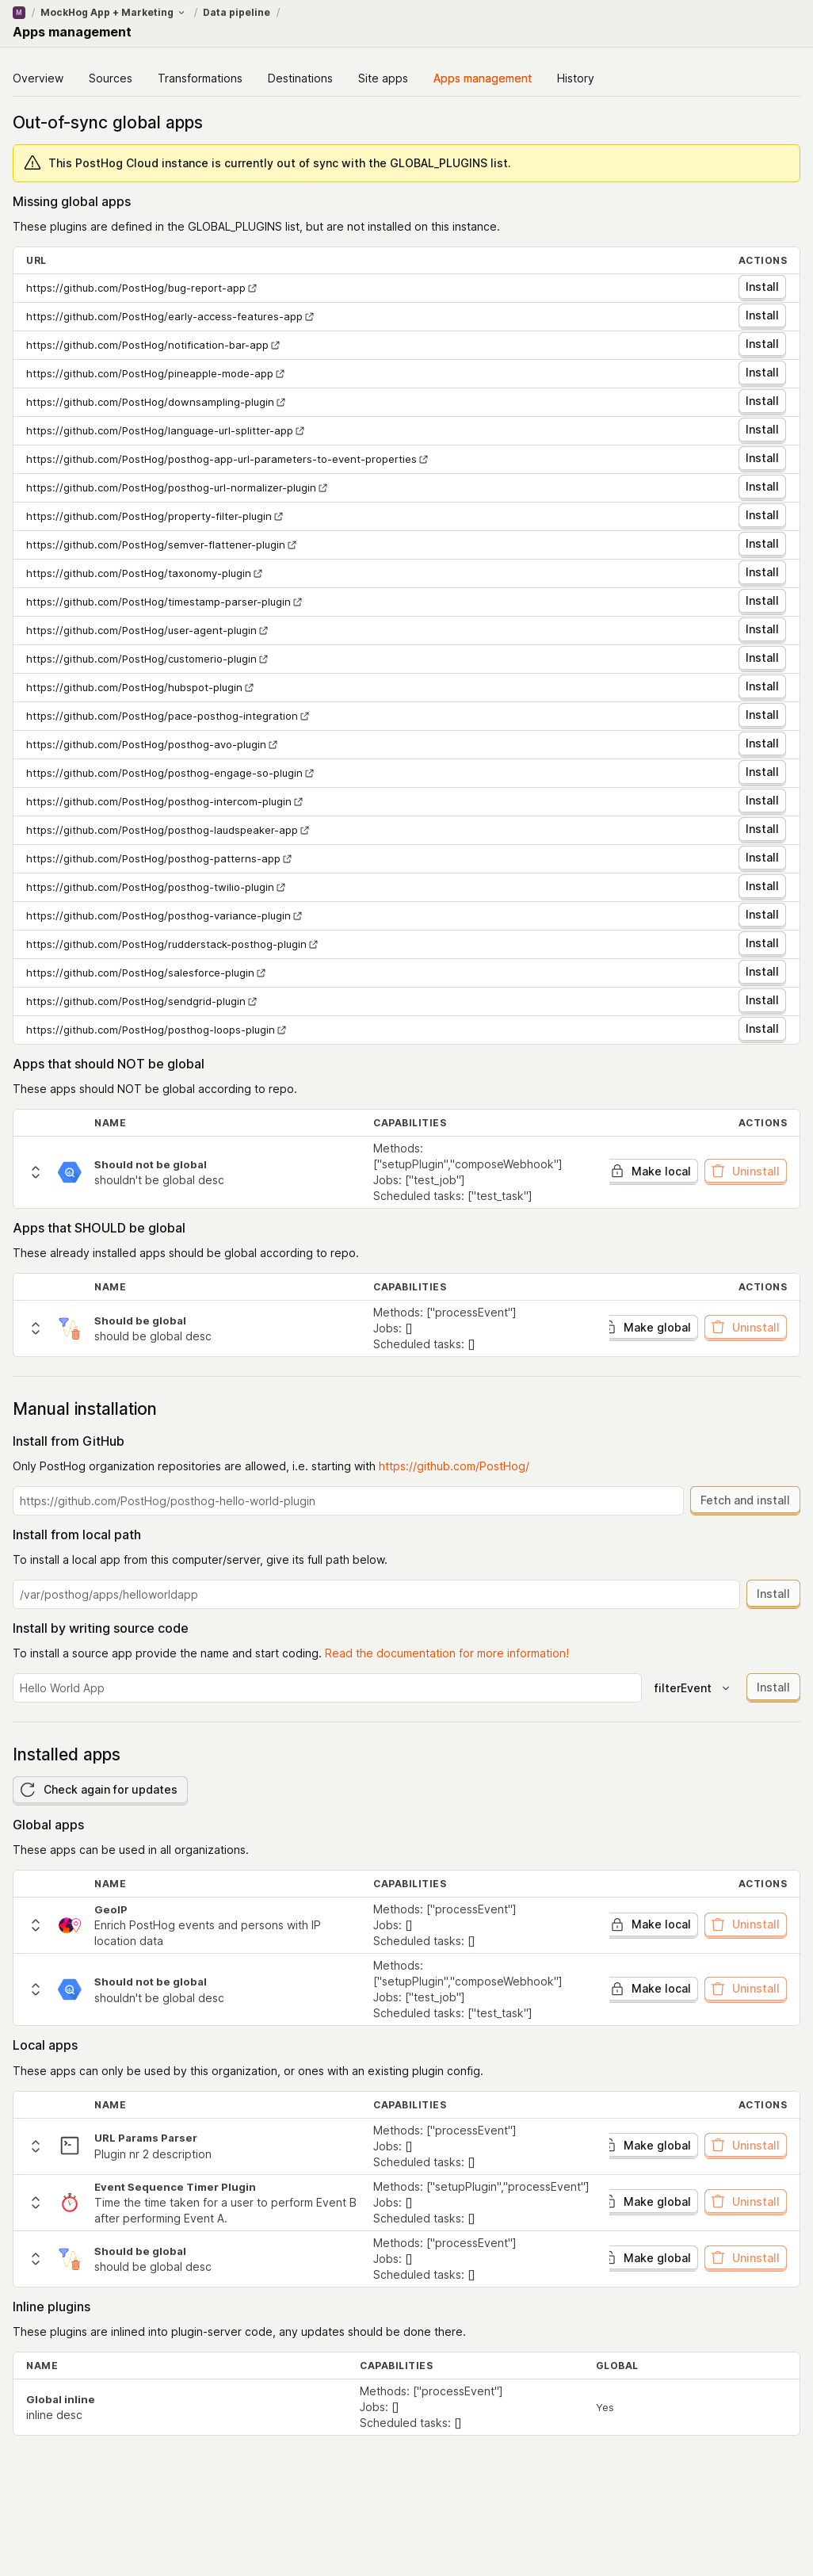 M / MockHog App + Marketing / Data pipeline /
Apps management
Overview Sources Transformations Destinations Site apps Apps management History
Out-of-sync global apps
This PostHog Cloud instance is currently out of sync with the GLOBAL_PLUGINS list.
Missing global apps
These plugins are defined in the GLOBAL_PLUGINS list, but are not installed on this instance.
URL ACTIONS
https://github.com/PostHog/bug-report-app Install
https://github.com/PostHog/early-access-features-app Install
https://github.com/PostHog/notification-bar-app Install
https://github.com/PostHog/pineapple-mode-app Install
https://github.com/PostHog/downsampling-plugin Install
https://github.com/PostHog/language-url-splitter-app Install
https://github.com/PostHog/posthog-app-url-parameters-to-event-properties Install
https://github.com/PostHog/posthog-url-normalizer-plugin Install
https://github.com/PostHog/property-filter-plugin Install
https://github.com/PostHog/semver-flattener-plugin Install
https://github.com/PostHog/taxonomy-plugin Install
https://github.com/PostHog/timestamp-parser-plugin Install
https://github.com/PostHog/user-agent-plugin Install
https://github.com/PostHog/customerio-plugin Install
https://github.com/PostHog/hubspot-plugin Install
https://github.com/PostHog/pace-posthog-integration Install
https://github.com/PostHog/posthog-avo-plugin Install
https://github.com/PostHog/posthog-engage-so-plugin Install
https://github.com/PostHog/posthog-intercom-plugin Install
https://github.com/PostHog/posthog-laudspeaker-app Install
https://github.com/PostHog/posthog-patterns-app Install
https://github.com/PostHog/posthog-twilio-plugin Install
https://github.com/PostHog/posthog-variance-plugin Install
https://github.com/PostHog/rudderstack-posthog-plugin Install
https://github.com/PostHog/salesforce-plugin Install
https://github.com/PostHog/sendgrid-plugin Install
https://github.com/PostHog/posthog-loops-plugin Install
Apps that should NOT be global
These apps should NOT be global according to repo.
NAME CAPABILITIES ACTIONS
Should not be global
shouldn't be global desc
Methods:
["setupPlugin","composeWebhook"]
Jobs: ["test_job"]
Scheduled tasks: ["test_task"]
Make local Uninstall
Apps that SHOULD be global
These already installed apps should be global according to repo.
NAME CAPABILITIES ACTIONS
Should be global
should be global desc
Methods: ["processEvent"]
Jobs: []
Scheduled tasks: []
Make global Uninstall
Manual installation
Install from GitHub
Only PostHog organization repositories are allowed, i.e. starting with https://github.com/PostHog/
https://github.com/PostHog/posthog-hello-world-plugin Fetch and install
Install from local path
To install a local app from this computer/server, give its full path below.
/var/posthog/apps/helloworldapp Install
Install by writing source code
To install a source app provide the name and start coding. Read the documentation for more information!
Hello World App filterEvent Install
Installed apps
Check again for updates
Global apps
These apps can be used in all organizations.
NAME CAPABILITIES ACTIONS
GeoIP
Enrich PostHog events and persons with IP
location data
Methods: ["processEvent"]
Jobs: []
Scheduled tasks: []
Make local Uninstall
Should not be global
shouldn't be global desc
Methods:
["setupPlugin","composeWebhook"]
Jobs: ["test_job"]
Scheduled tasks: ["test_task"]
Make local Uninstall
Local apps
These apps can only be used by this organization, or ones with an existing plugin config.
NAME CAPABILITIES ACTIONS
URL Params Parser
Plugin nr 2 description
Methods: ["processEvent"]
Jobs: []
Scheduled tasks: []
Make global Uninstall
Event Sequence Timer Plugin
Time the time taken for a user to perform Event B
after performing Event A.
Methods: ["setupPlugin","processEvent"]
Jobs: []
Scheduled tasks: []
Make global Uninstall
Should be global
should be global desc
Methods: ["processEvent"]
Jobs: []
Scheduled tasks: []
Make global Uninstall
Inline plugins
These plugins are inlined into plugin-server code, any updates should be done there.
NAME CAPABILITIES GLOBAL
Global inline
inline desc
Methods: ["processEvent"]
Jobs: []
Scheduled tasks: []
Yes